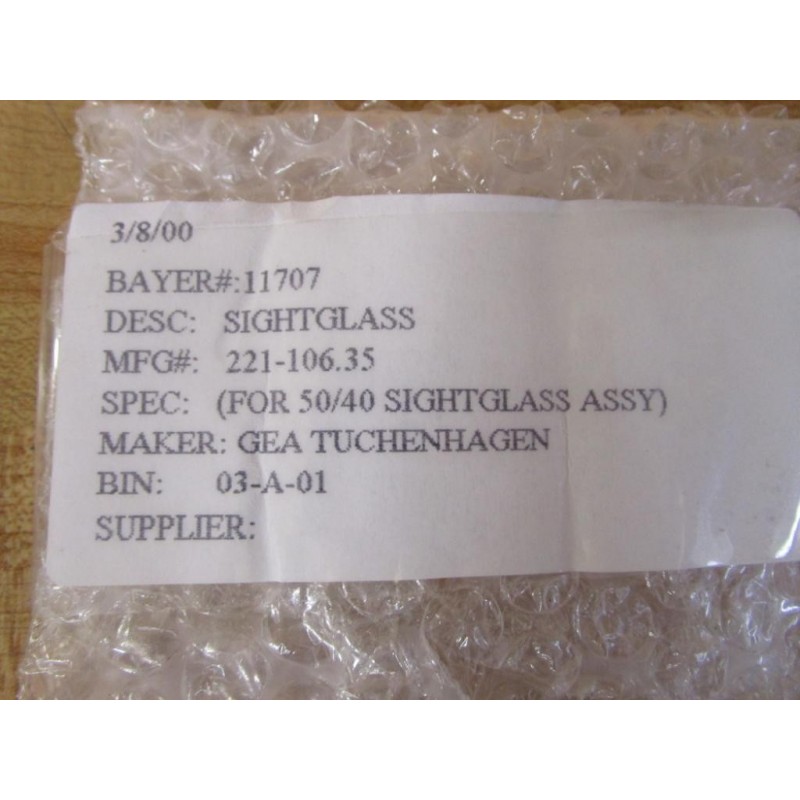 3/8/00
BAYER#:11707
DESC: SIGHTGLASS
MFG#: 221-106.35
SPEC: (FOR 50/40 SIGHTGLASS ASSY)
MAKER: GEA TUCHENHAGEN
BIN: 03-A-01
SUPPLIER: